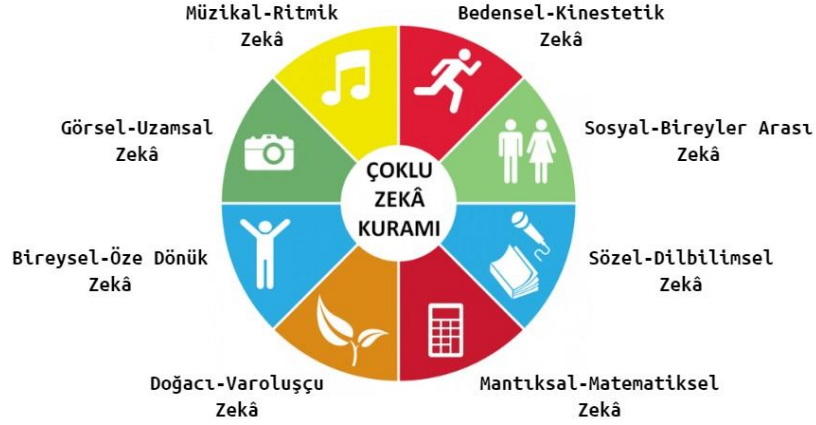 Müzikal-Ritmik
Zekâ
Bedensel-Kinestetik
Zekâ
Görsel-Uzamsal
Zekâ
Sosyal-Bireyler Arası
Zekâ
ÇOKLU
ZEKÂ
KURAMI
Bireysel-Öze Dönük
Zekâ
Sözel-Dilbilimsel
Zekâ
Doğacı-Varoluşçu
Zekâ
Mantıksal-Matematiksel
Zekâ